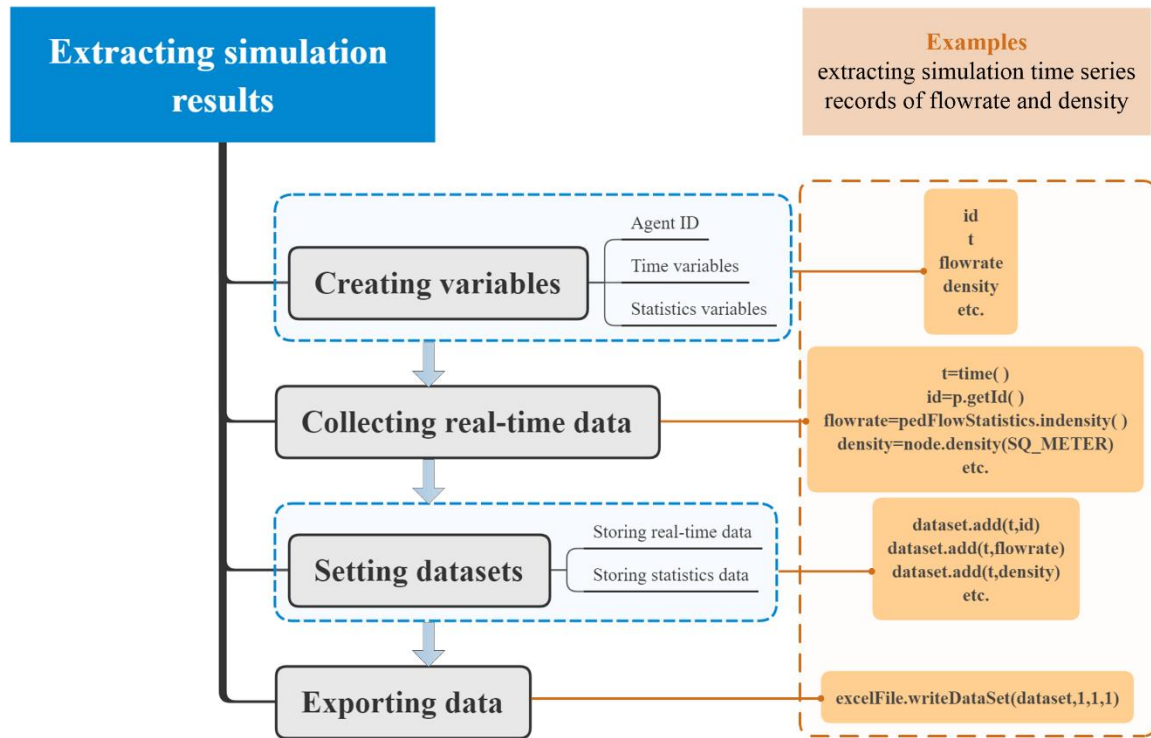 Extracting simulation
results
Examples
extracting simulation time series
records of flowrate and density
Creating variables
Agent ID
Time variables
Statistics variables
id
t
flowrate
density
etc.
Collecting real-time data
t=time( )
id=p.getId( )
flowrate=pedFlowStatistics.indensity( )
density=node.density(SQ_METER)
etc.
Setting datasets
Storing real-time data
Storing statistics data
dataset.add(t,id)
dataset.add(t,flowrate)
dataset.add(t,density)
etc.
Exporting data
excelFile.writeDataSet(dataset,1,1,1)